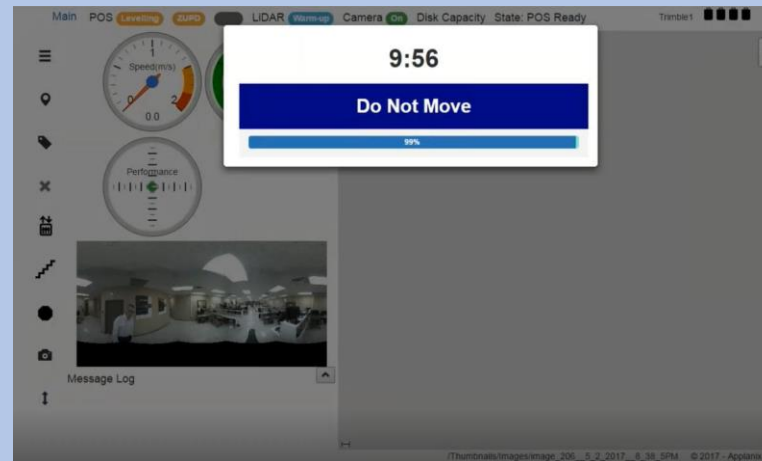 Main POS Levelling ZUPD LiDAR Warm-up Camera On Disk Capacity State: POS Ready Trimble1
9:56
Do Not Move
99%
Speed(m/s)
1
0 2
0.0
Performance
Message Log
/Thumbnails/Images/image_206__5_2_2017__6_38_5PM © 2017 - Applanix